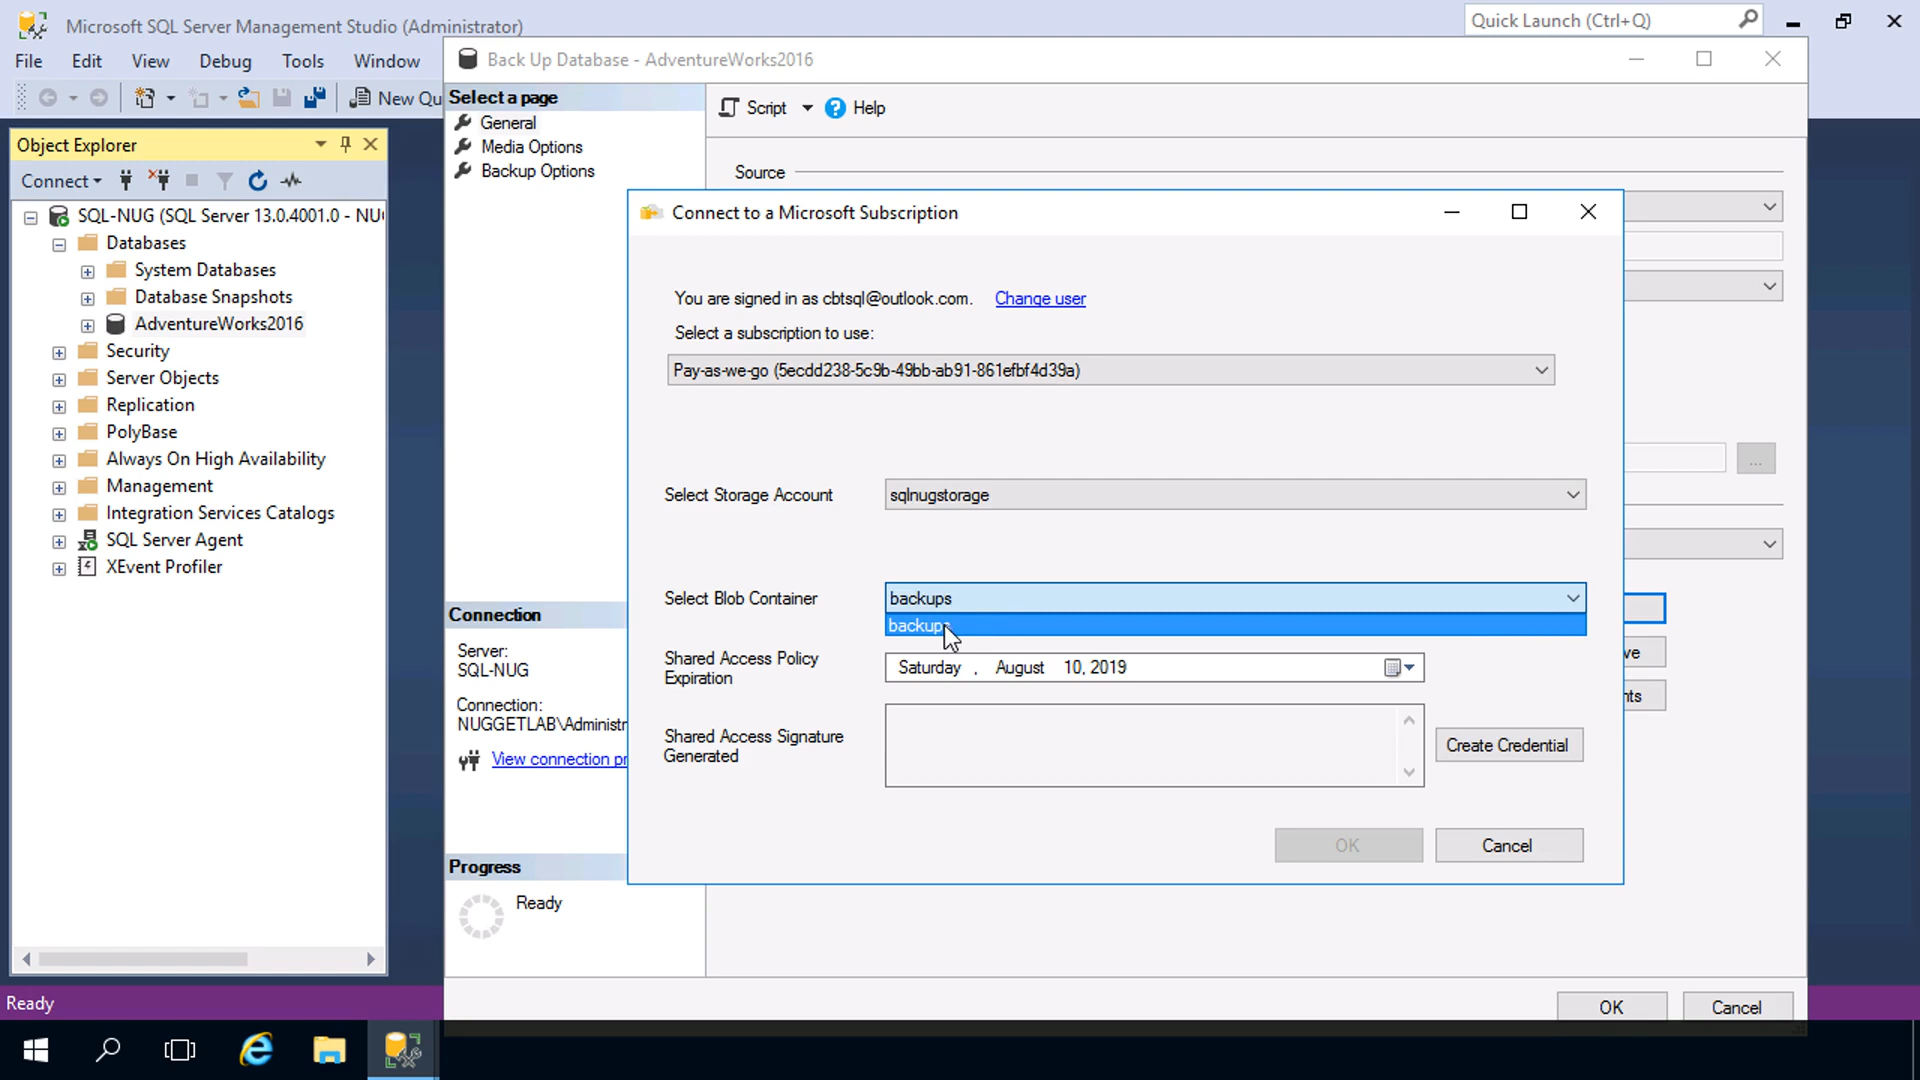 Microsoft SQL Server Management Studio (Administrator)
Quick Launch (Ctrl+Q)
File Edit View Debug Tools Window
New Qu
Back Up Database - AdventureWorks2016
Select a page
General
Media Options
Backup Options
Script
Help
Source
Object Explorer
Connect
SQL-NUG (SQL Server 13.0.4001.0 - NU
Databases
System Databases
Database Snapshots
AdventureWorks2016
Security
Server Objects
Replication
PolyBase
Always On High Availability
Management
Integration Services Catalogs
SQL Server Agent
XEvent Profiler
Connect to a Microsoft Subscription
You are signed in as cbtsql@outlook.com. Change user
Select a subscription to use:
Pay-as-we-go (5ecdd238-5c9b-49bb-ab91-861efbf4d39a)
Select Storage Account
sqlnugstorage
Select Blob Container
backups
backups
Shared Access Policy
Expiration
Saturday , August 10, 2019
Shared Access Signature
Generated
Create Credential
OK
Cancel
...
ve
nts
Connection
Server:
SQL-NUG
Connection:
NUGGETLAB\Administr
View connection pr
Progress
Ready
OK
Cancel
Ready